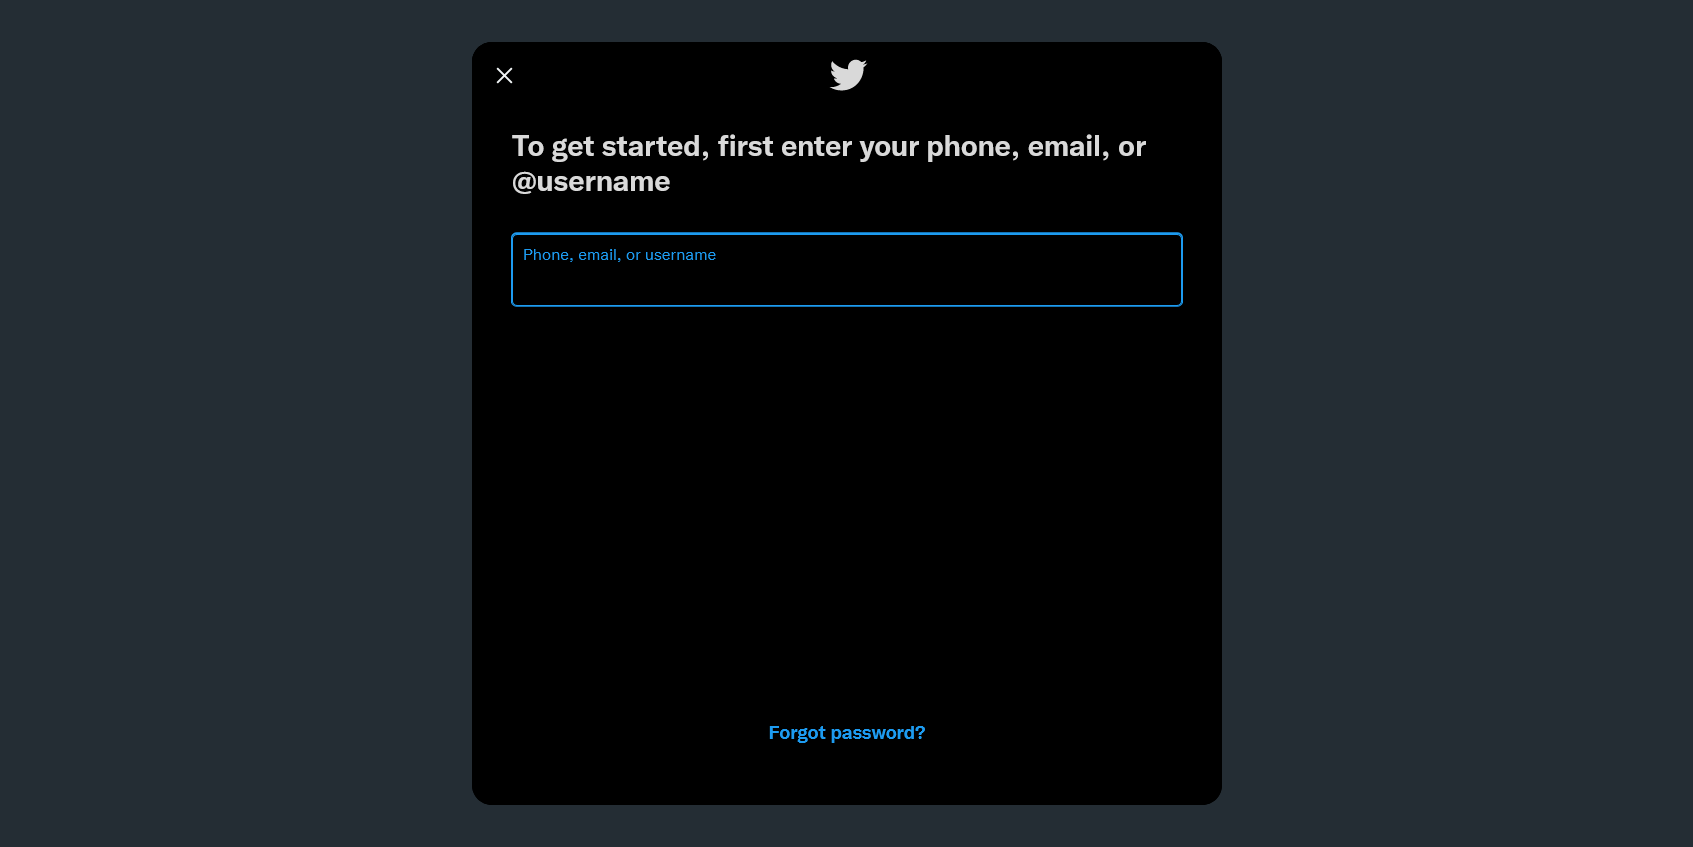 To get started, first enter your phone, email, or
@username
Phone, email, or username
Forgot password?